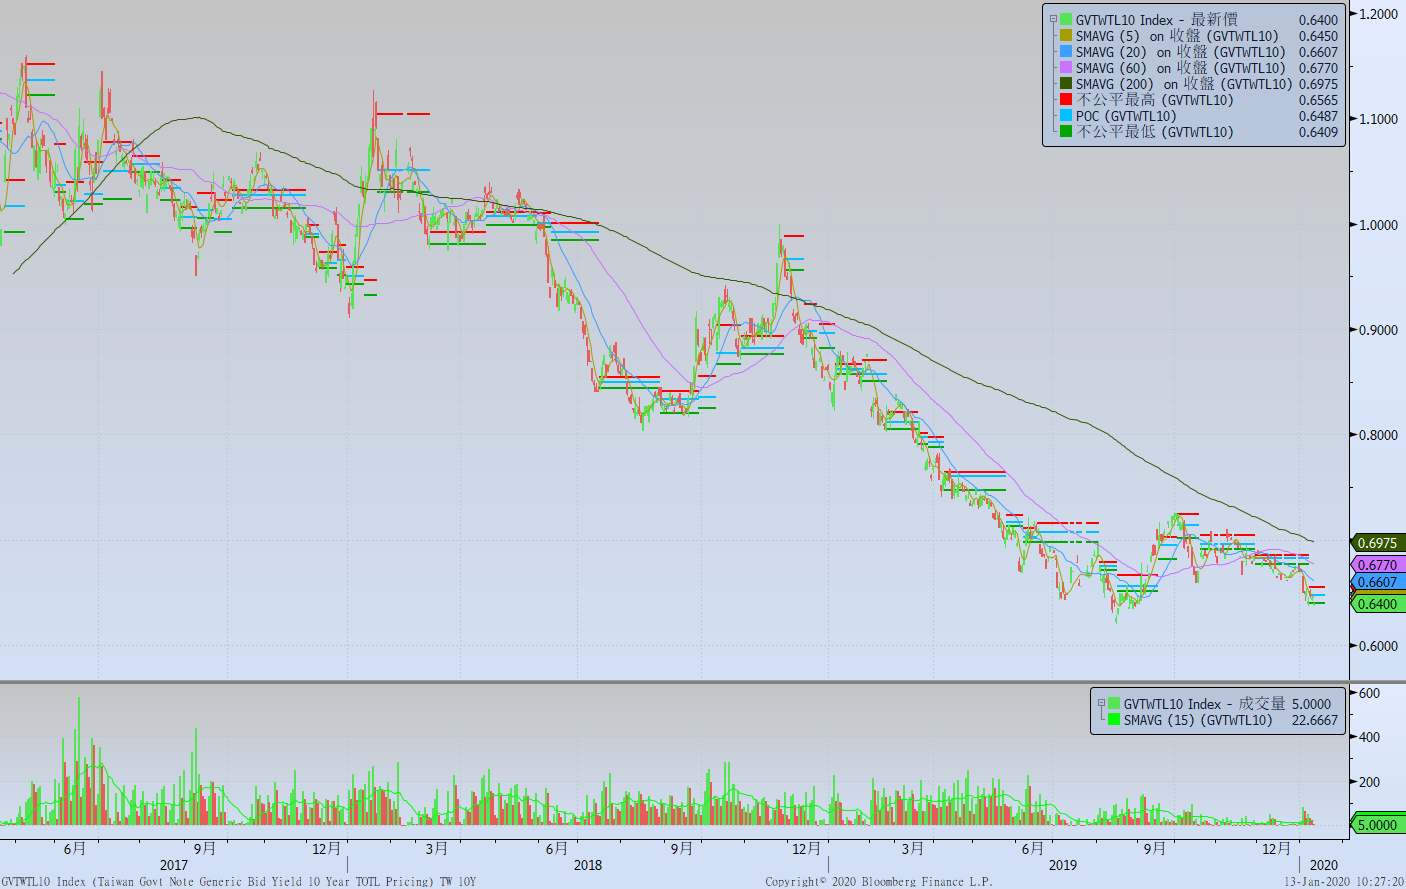 GVTWTL10 Index - 最新價 0.6400
SMAVG (5) on 收盤 (GVTWTL10) 0.6450
SMAVG (20) on 收盤 (GVTWTL10) 0.6607
SMAVG (60) on 收盤 (GVTWTL10) 0.6770
SMAVG (200) on 收盤 (GVTWTL10) 0.6975
不公平最高 (GVTWTL10) 0.6565
POC (GVTWTL10) 0.6487
不公平最低 (GVTWTL10) 0.6409
1.2000
1.1000
1.0000
0.9000
0.8000
0.6975
0.6770
0.6607
0.6400
0.6000
GVTWTL10 Index - 成交量 5.0000
SMAVG (15) (GVTWTL10) 22.6667
600
400
200
5.0000
6月 9月 12月 3月 6月 9月 12月 3月 6月 9月 12月
2017 2018 2019 2020
GVTWTL10 Index (Taiwan Govt Note Generic Bid Yield 10 Year TOTL Pricing) TW 10Y Copyright© 2020 Bloomberg Finance L.P. 13-Jan-2020 10:27:20